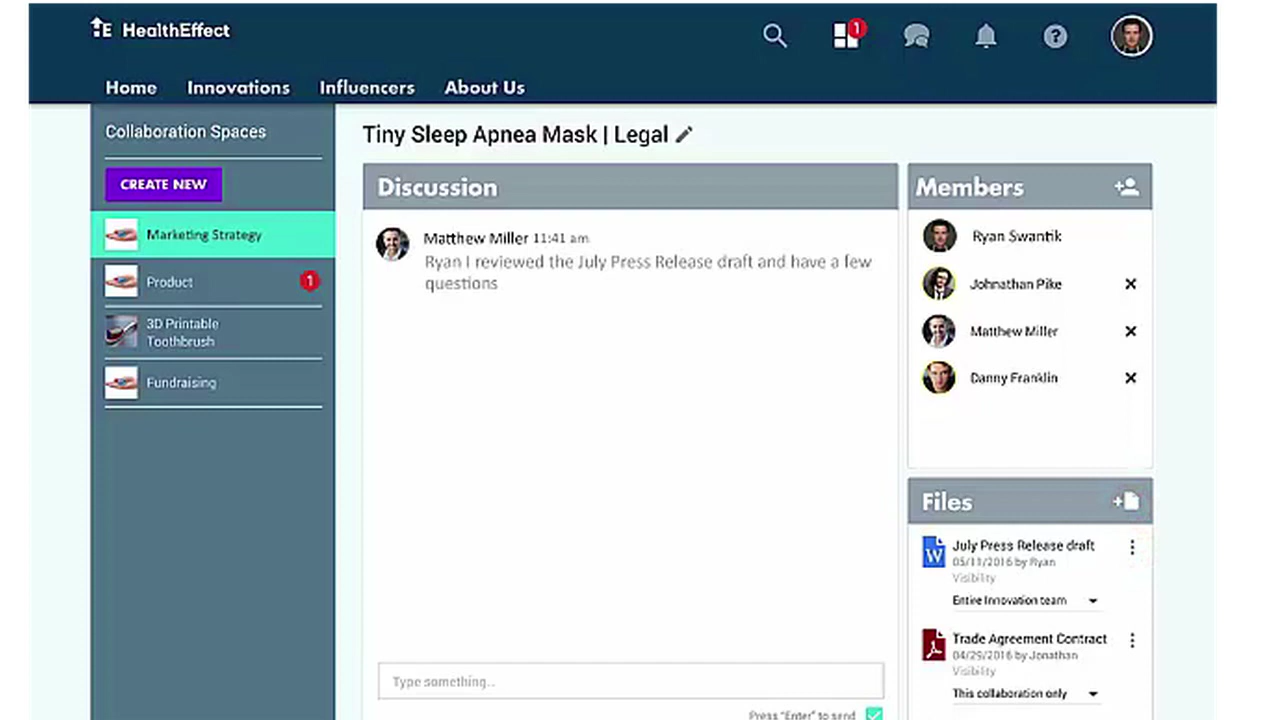 HealthEffect
1
Home Innovations Influencers About Us
Collaboration Spaces
CREATE NEW
Marketing Strategy
Product
1
3D Printable
Toothbrush
Fundraising
Tiny Sleep Apnea Mask | Legal
Discussion
Matthew Miller 11:41 am
Ryan I reviewed the July Press Release draft and have a few
questions
Type something..
Press "Enter" to send
Members
Ryan Swantik
Johnathan Pike
Matthew Miller
Danny Franklin
Files
July Press Release draft
05/11/2016 by Ryan
Visibility
Entire Innovation team
Trade Agreement Contract
04/29/2016 by Jonathan
Visibility
This collaboration only